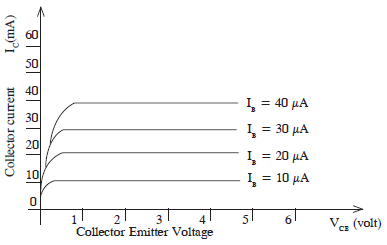 I_C(mA)
Collector current
60
50
40
30
20
10
0
I_B = 40 μA
I_B = 30 μA
I_B = 20 μA
I_B = 10 μA
1 2 3 4 5 6
V_CE (volt)
Collector Emitter Voltage